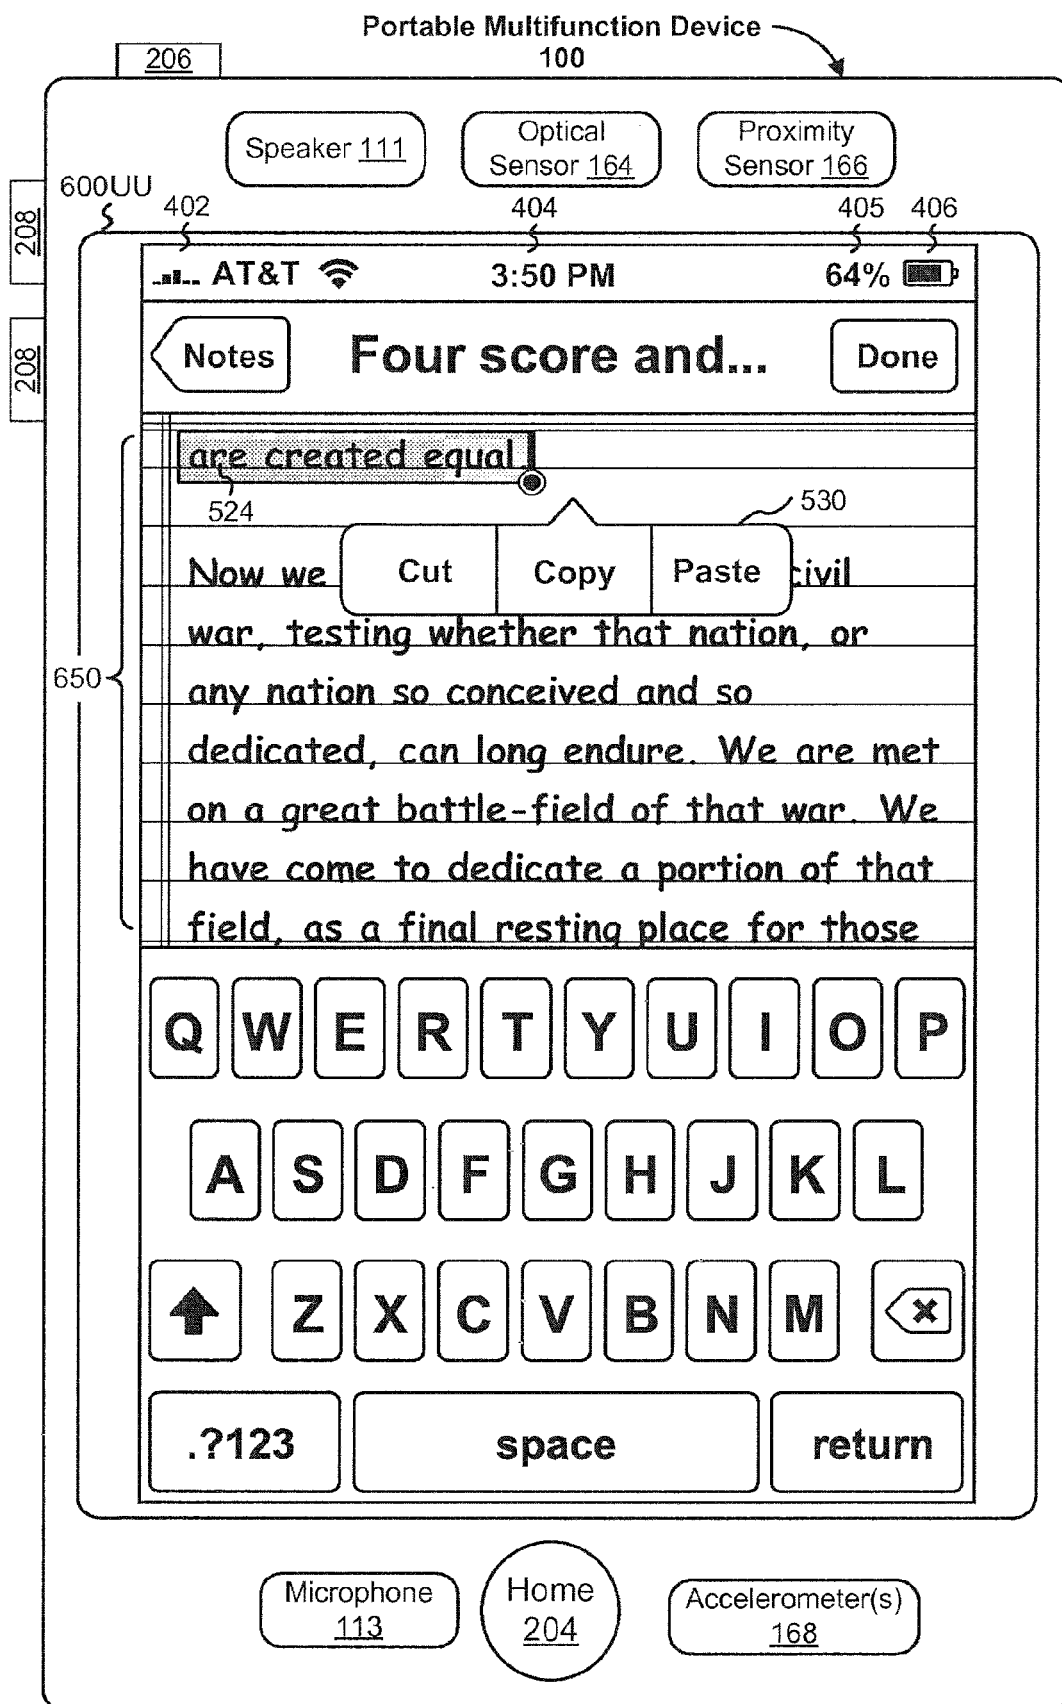 Portable Multifunction Device
100
206
Speaker 111
Optical
Sensor 164
Proximity
Sensor 166
600UU
402
404
405
406
208
208
AT&T 3:50 PM 64%
Notes Four score and... Done
are created equal.
524
530
Cut Copy Paste
Now we civil
war, testing whether that nation, or
650
any nation so conceived and so
dedicated, can long endure. We are met
on a great battle-field of that war. We
have come to dedicate a portion of that
field, as a final resting place for those
Q W E R T Y U I O P
A S D F G H J K L
Z X C V B N M
.?123 space return
Microphone
113
Home
204
Accelerometer(s)
168